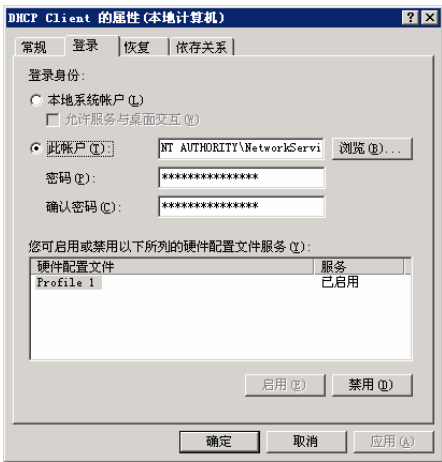 DHCP Client 的属性(本地计算机)
常规 登录 恢复 依存关系
登录身份:
本地系统帐户(L)
允许服务与桌面交互(W)
此帐户(T): NT AUTHORITY\NetworkServi 浏览(B)...
密码(P): ***************
确认密码(C): ***************
您可启用或禁用以下所列的硬件配置文件服务(Y):
硬件配置文件 服务
Profile 1 已启用
启用(E) 禁用(D)
确定 取消 应用(A)